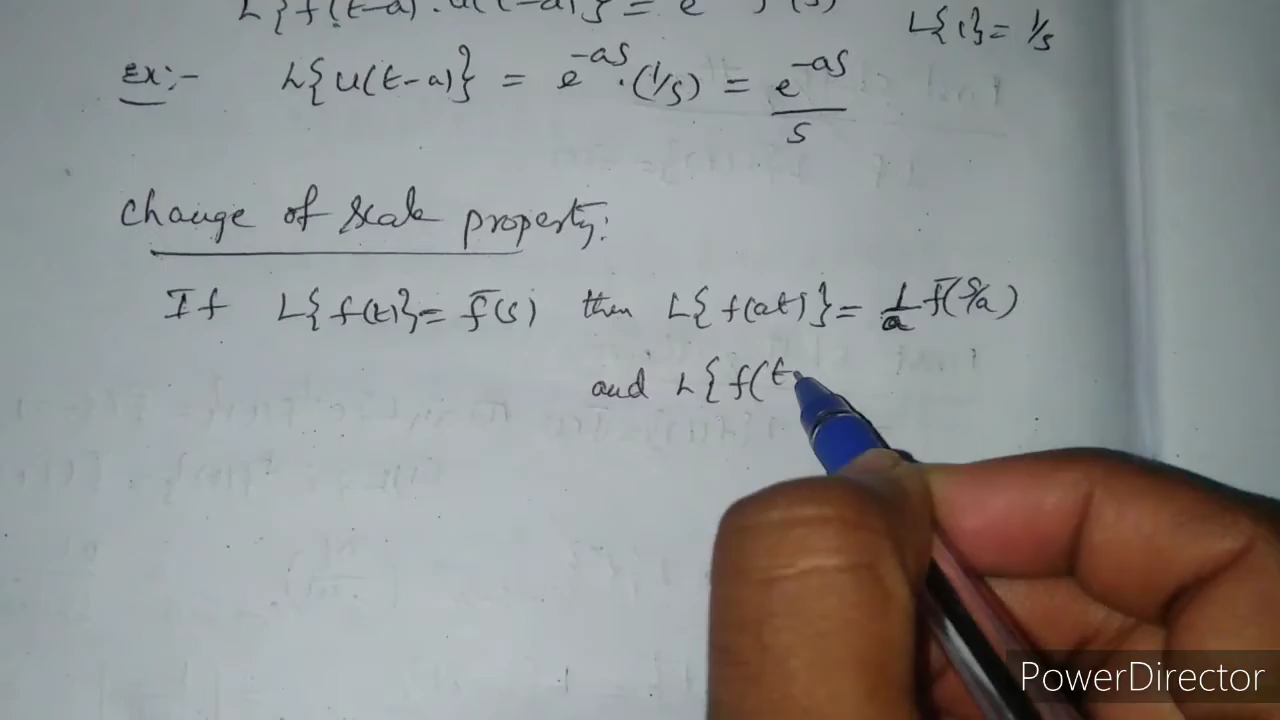 L{f(t-a).u(t-a)} = e
L{1} = 1/s
Ex:- L{u(t-a)} = e^-as .(1/s) = e^-as/s
Change of Scale property:
If L{f(t)} = f̄(s) then L{f(at)} = 1/a f̄(s/a)
and L{f(t
PowerDirector